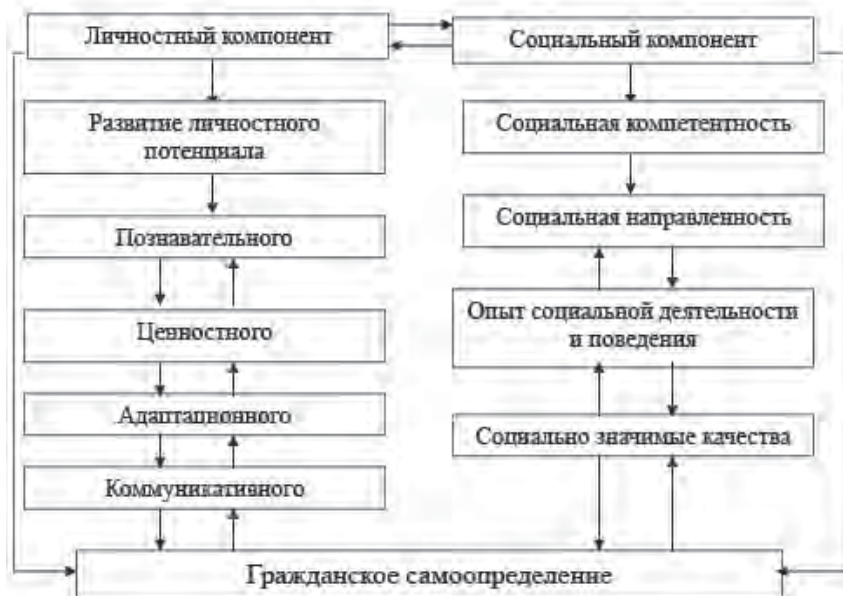 Личностный компонент
Социальный компонент
Развитие личностного
потенциала
Социальная компетентность
Познавательного
Социальная направленность
Ценностного
Опыт социальной деятельности
и поведения
Адаптационного
Социально значимые качества
Коммуникативного
Гражданское самоопределение